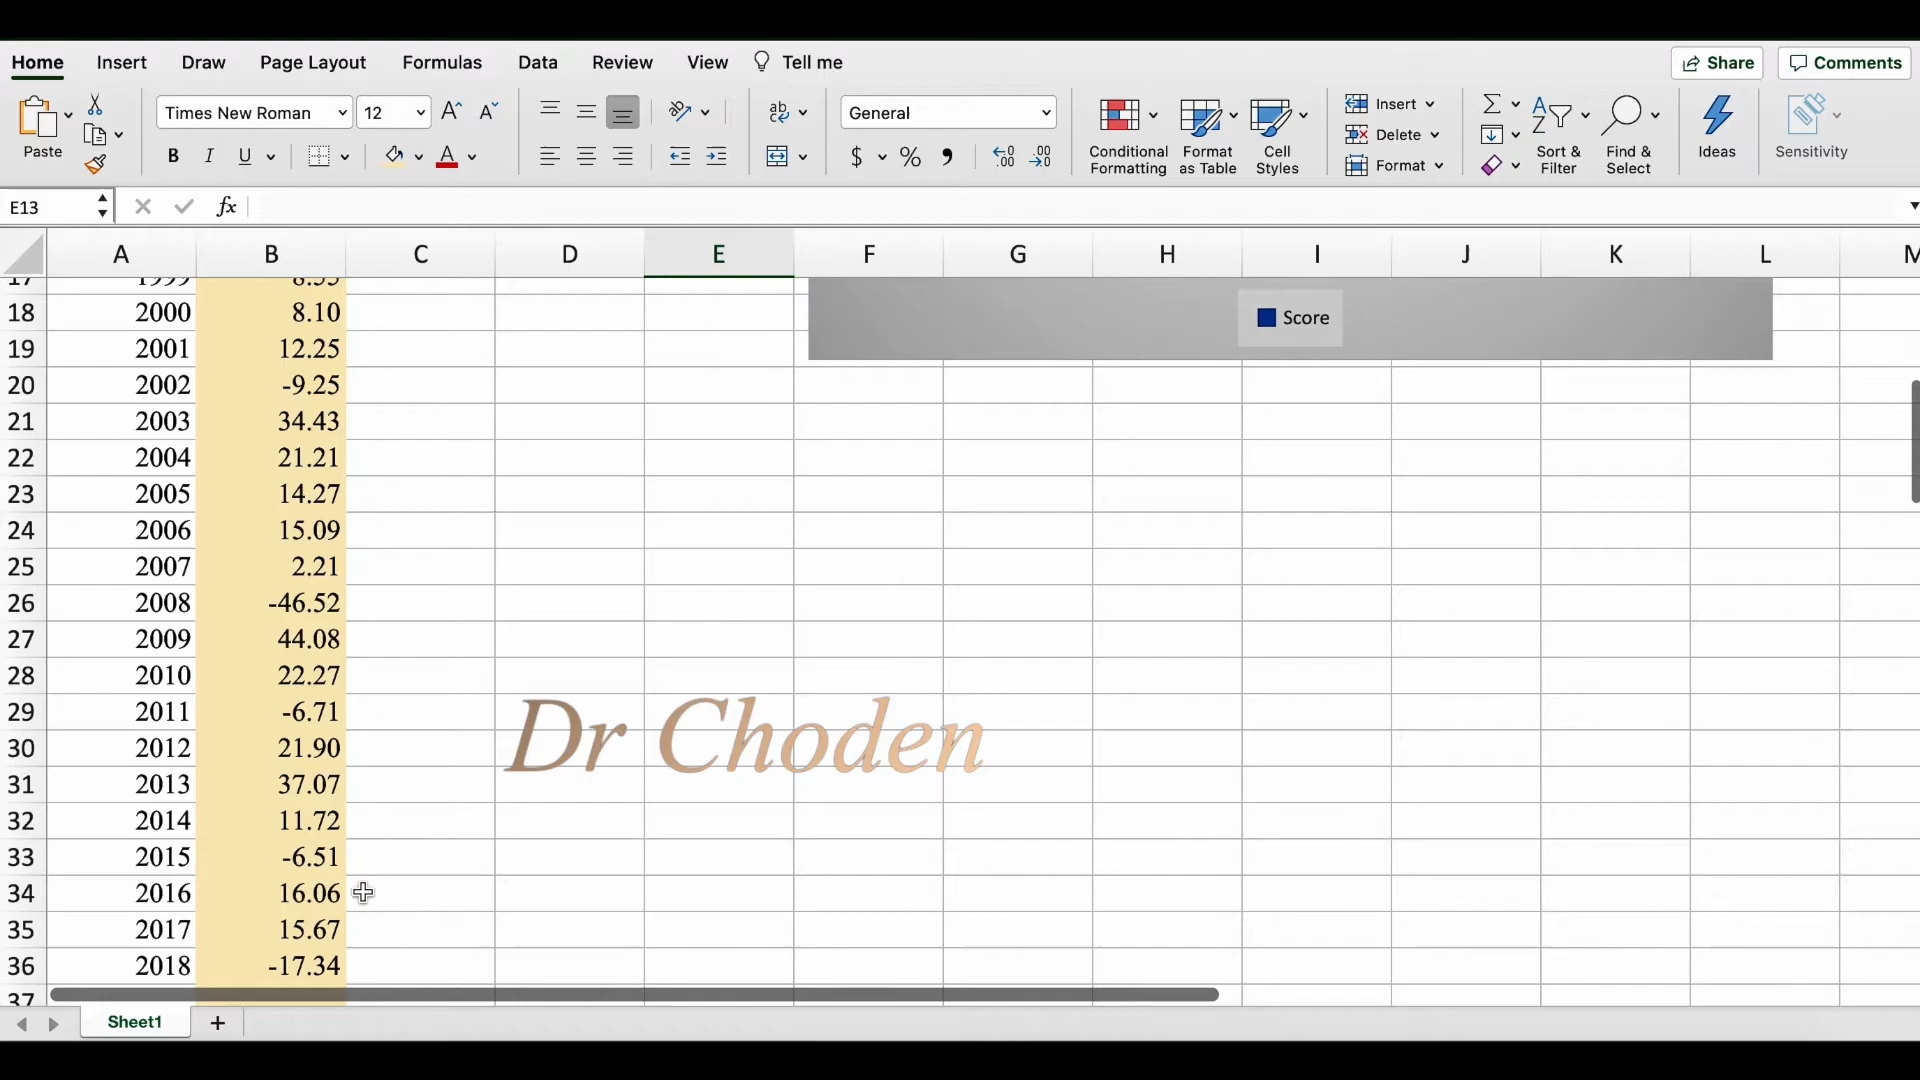 Home Insert Draw Page Layout Formulas Data Review View Tell me Share Comments
Times New Roman 12 ab General Insert
Paste B I U $ % Conditional Formatting Format as Table Cell Styles Delete Format Sort & Filter Find & Select Ideas Sensitivity
E13 fx
A B C D E F G H I J K L
18 2000 8.10 Score
19 2001 12.25
20 2002 -9.25
21 2003 34.43
22 2004 21.21
23 2005 14.27
24 2006 15.09
25 2007 2.21
26 2008 -46.52
27 2009 44.08
28 2010 22.27
29 2011 -6.71
30 2012 21.90
Dr Choden
31 2013 37.07
32 2014 11.72
33 2015 -6.51
34 2016 16.06
35 2017 15.67
36 2018 -17.34
37
Sheet1